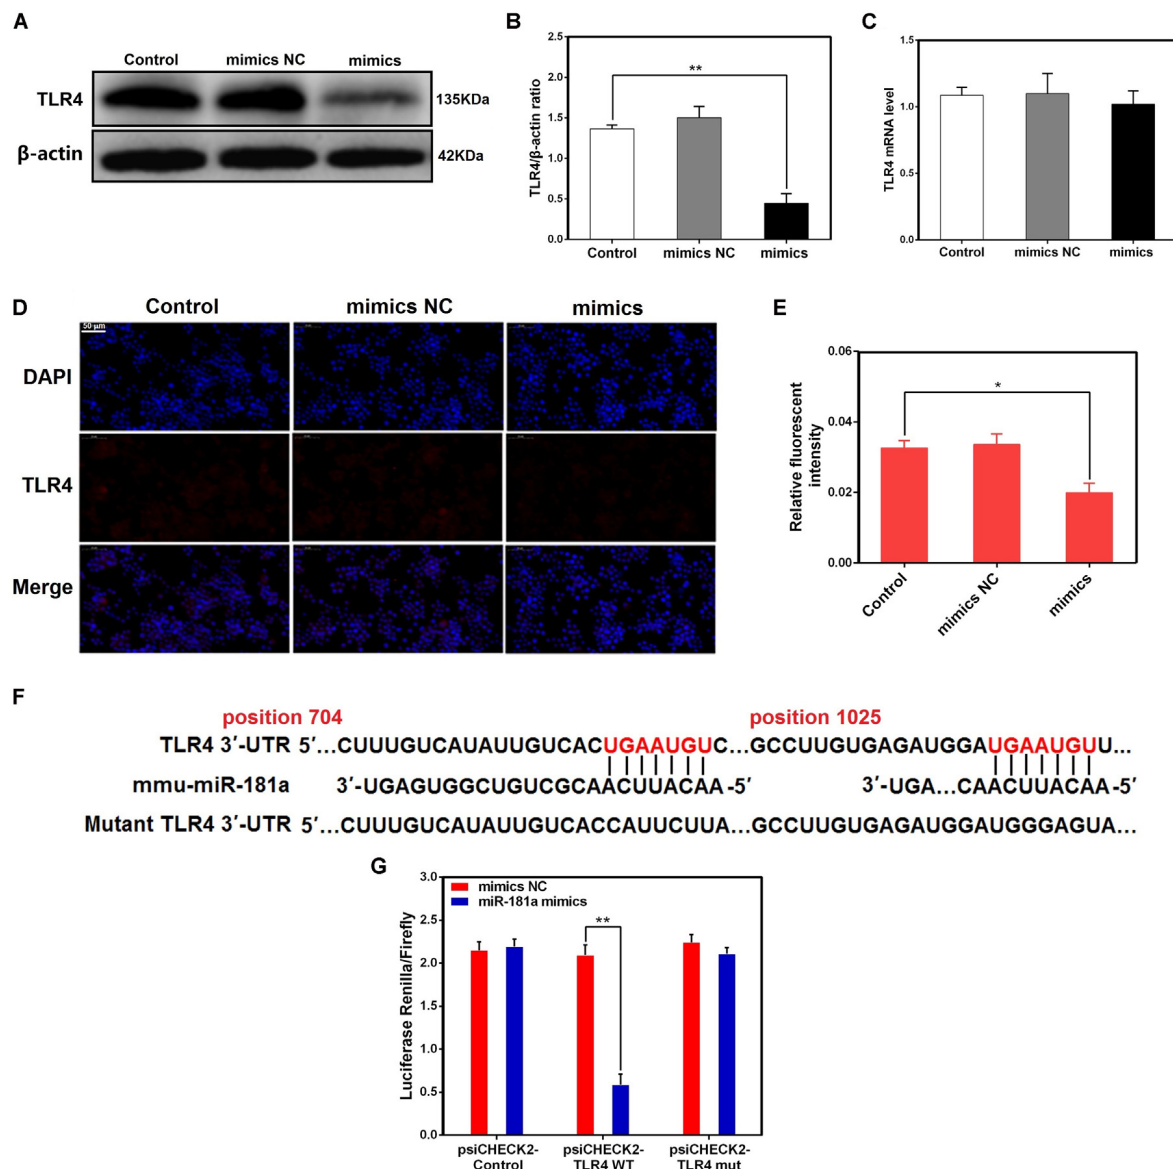 A
Control mimics NC mimics
TLR4 135KDa
β-actin 42KDa
B
TLR4/β-actin ratio
2.5
2.0
1.5
1.0
0.5
0.0
**
Control mimics NC mimics
C
TLR4 mRNA level
1.5
1.0
0.5
0.0
Control mimics NC mimics
D
Control mimics NC mimics
50 µm
DAPI
TLR4
Merge
E
Relative fluorescent
intensity
0.06
0.04
0.02
0.00
*
Control mimics NC mimics
F
position 704 position 1025
TLR4 3′-UTR 5′...CUUUGUCAUAUUGUCACUGAAUGUC...GCCUUGUGAGAUGGAUGAAUGUU...
mmu-miR-181a 3′-UGAGUGGCUGUCGCAACUUACAA-5′ 3′-UGA...CAACUUACAA-5′
Mutant TLR4 3′-UTR 5′...CUUUGUCAUAUUGUCACCAUUCUUA...GCCUUGUGAGAUGGAUGGGAGUA...
G
Luciferase Renilla/Firefly
3.0
2.5
2.0
1.5
1.0
0.5
0.0
mimics NC
miR-181a mimics
**
psiCHECK2- psiCHECK2- psiCHECK2-
Control TLR4 WT TLR4 mut